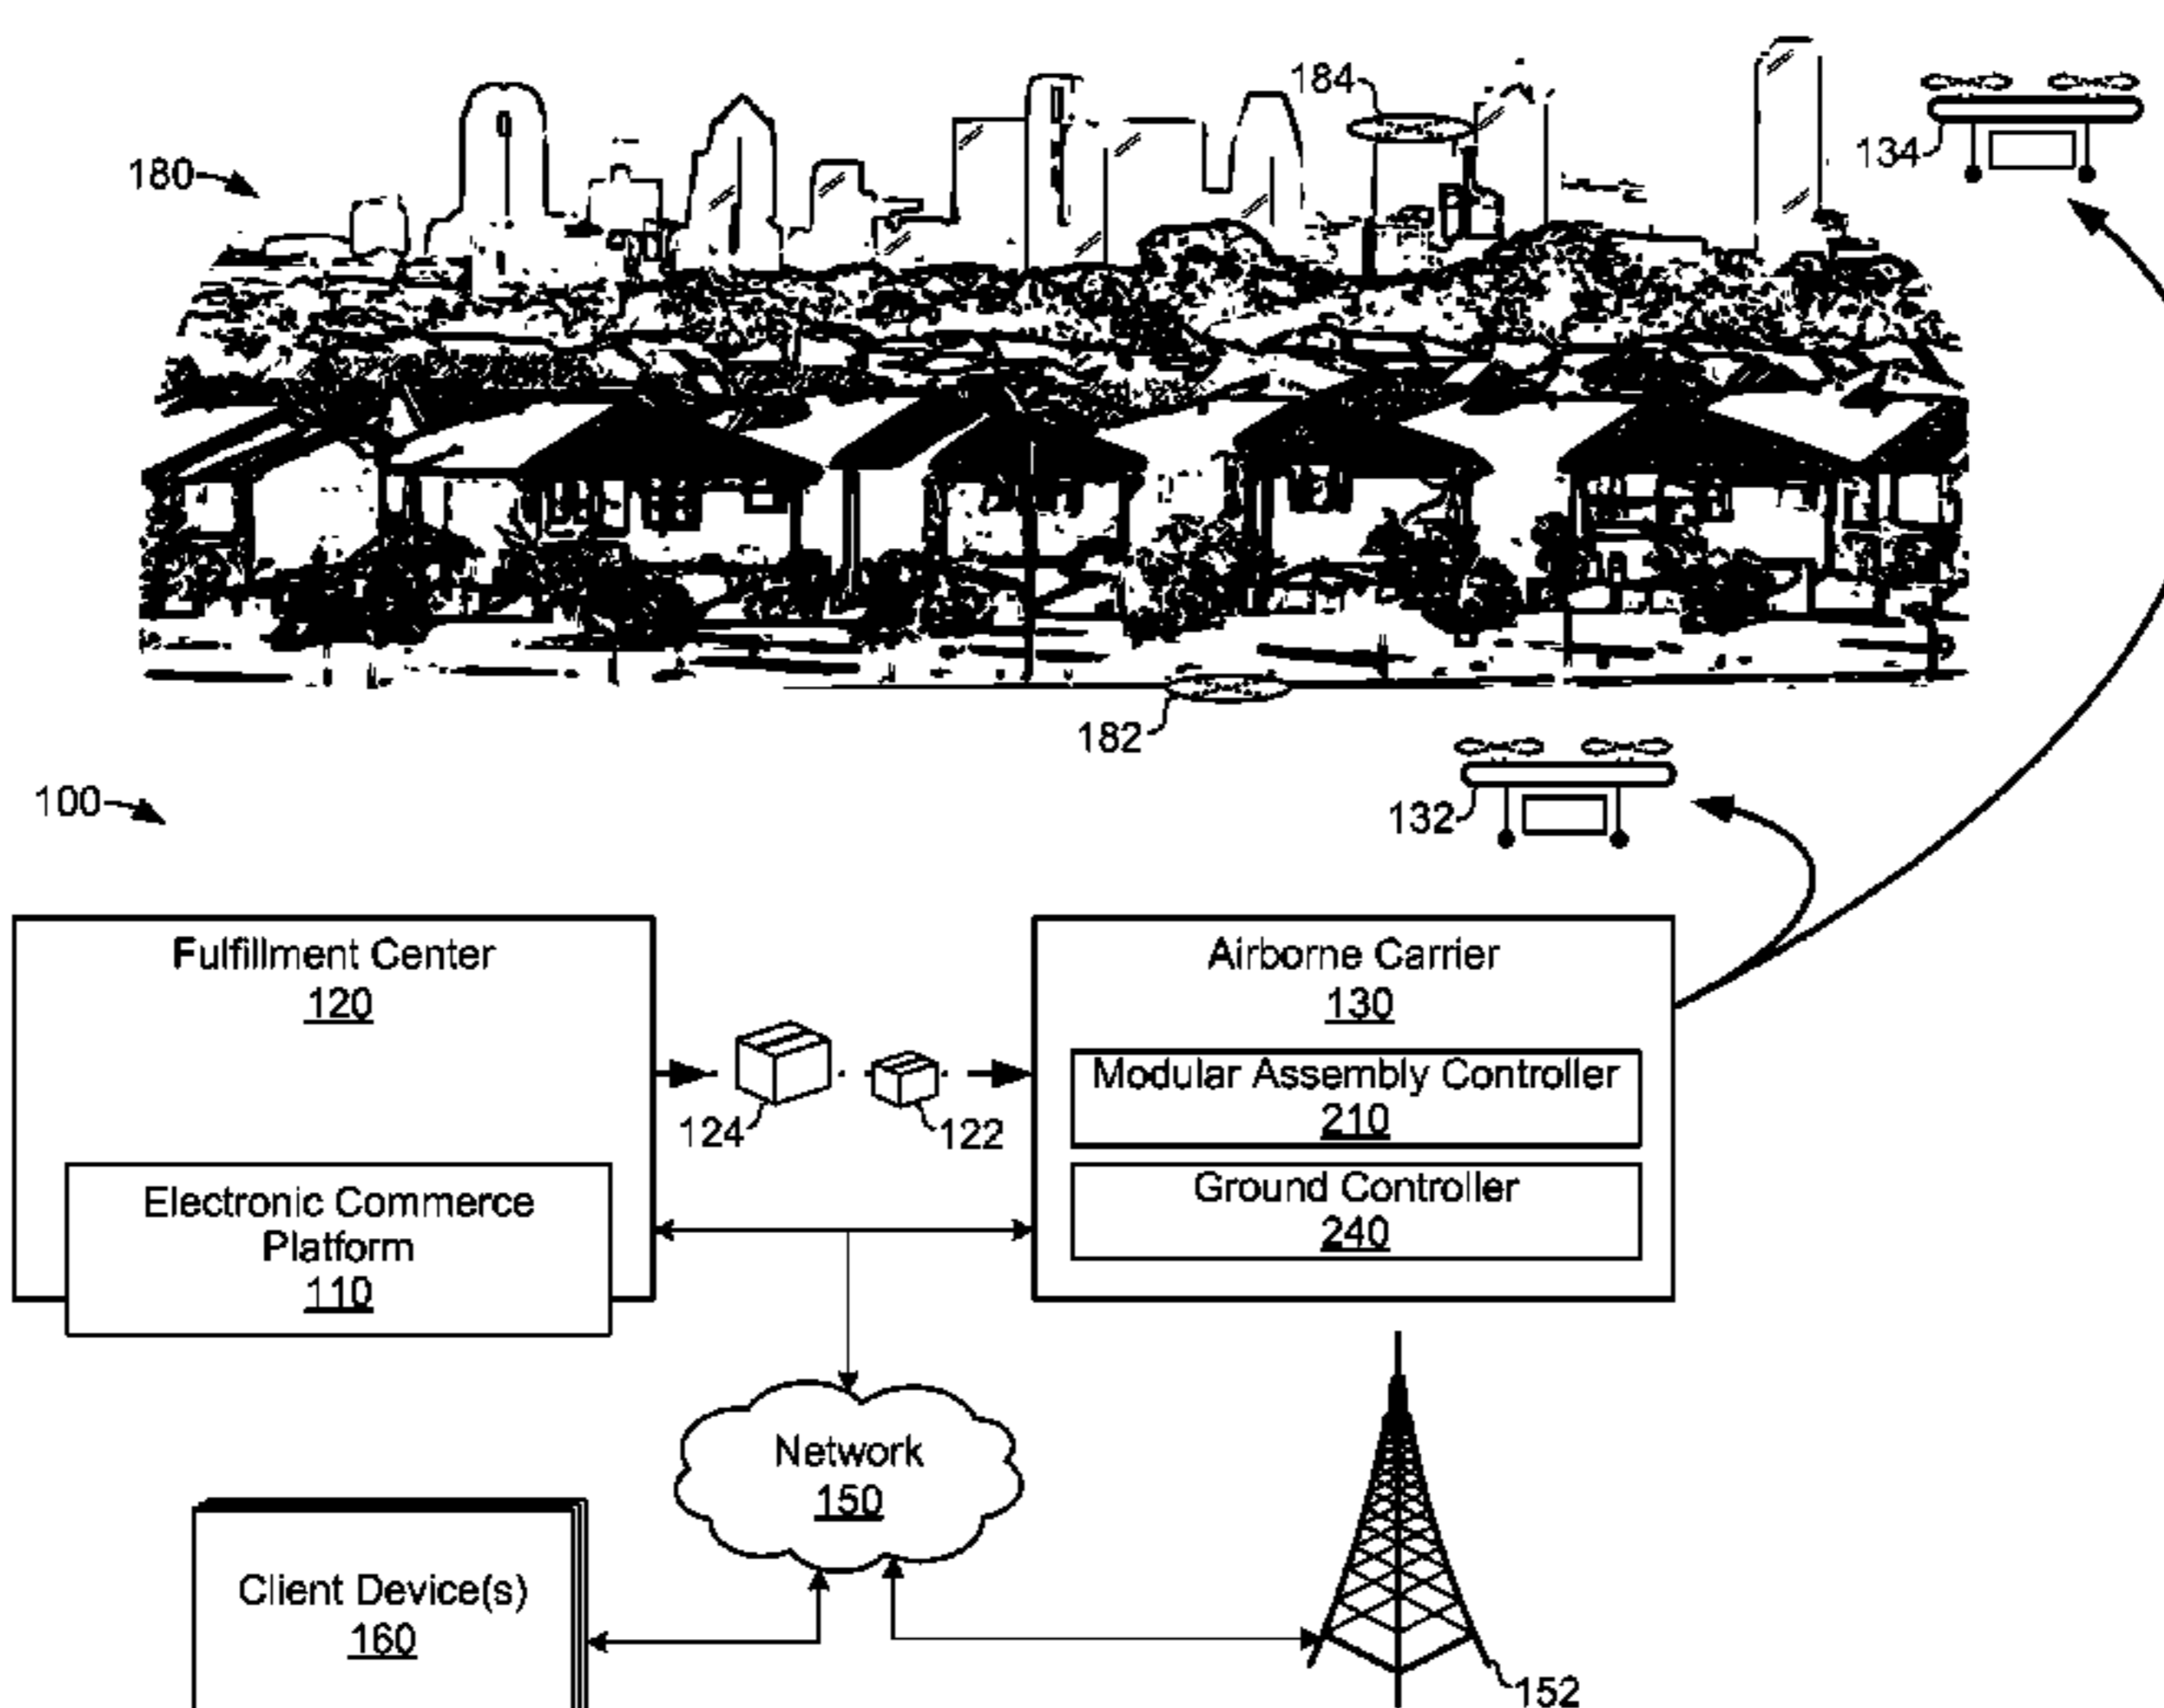 184
134
180
182
100
132
Fulfillment Center
120
Airborne Carrier
130
Modular Assembly Controller
210
124
122
Ground Controller
240
Electronic Commerce
Platform
110
Network
150
Client Device(s)
160
152